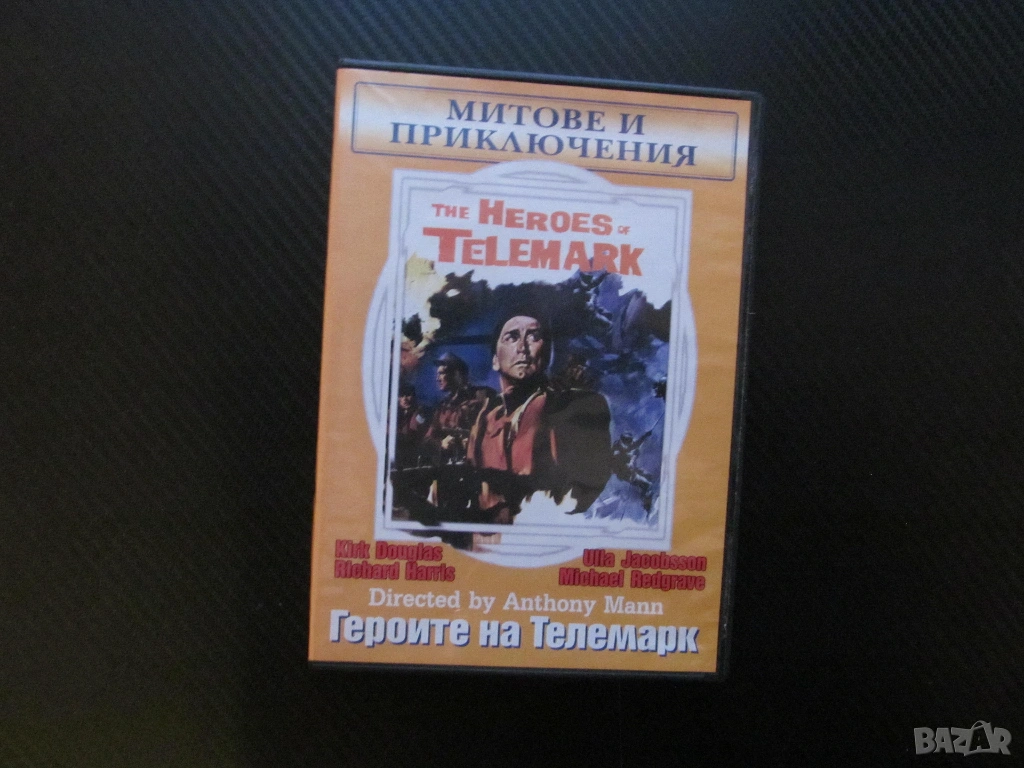 МИТОВЕ И
ПРИКЛЮЧЕНИЯ
THE HEROES OF
TELEMARK
Kirk Douglas
Richard Harris
Ulla Jacobsson
Michael Redgrave
Directed by Anthony Mann
Героите на Телемарк
BAZAR